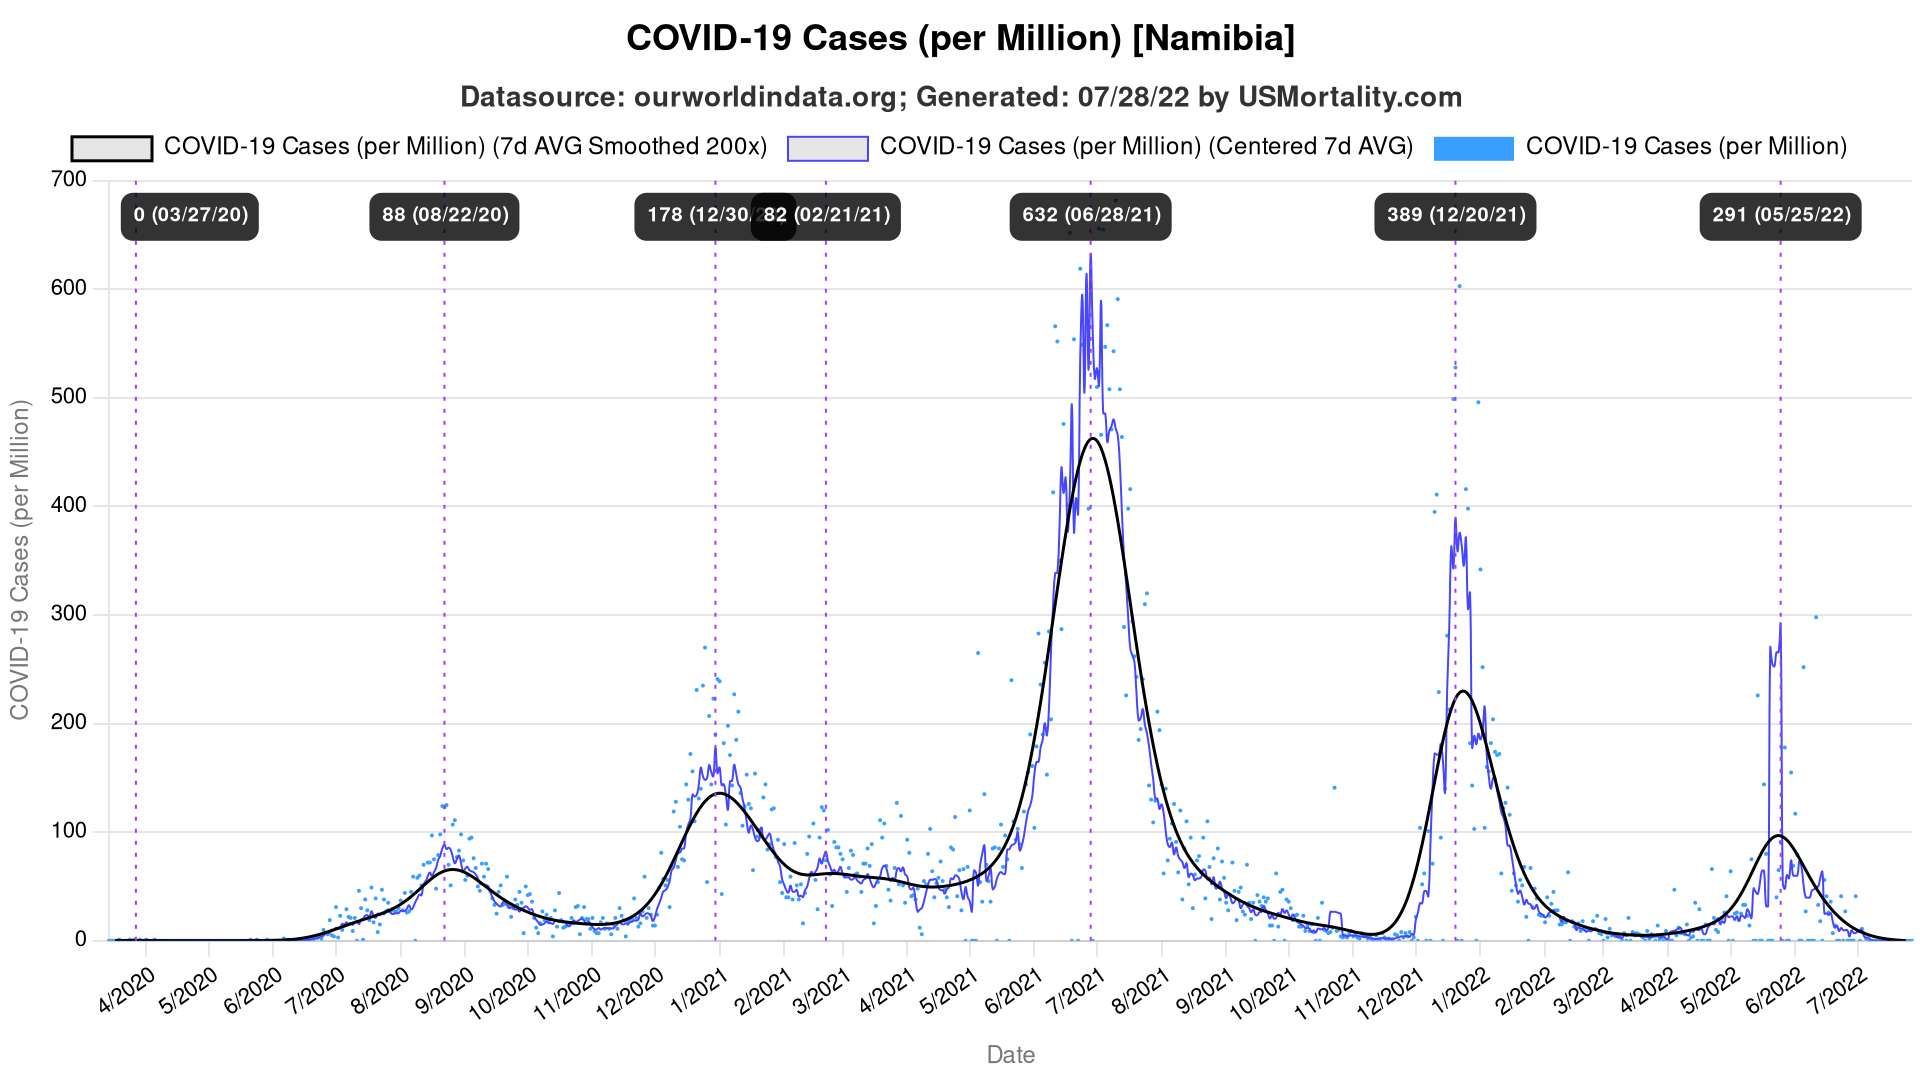 COVID-19 Cases (per Million) [Namibia]
Datasource: ourworldindata.org; Generated: 07/28/22 by USMortality.com
COVID-19 Cases (per Million) (7d AVG Smoothed 200x) COVID-19 Cases (per Million) (Centered 7d AVG) COVID-19 Cases (per Million)
700
0 (03/27/20) 88 (08/22/20) 178 (12/30/ 82 (02/21/21) 632 (06/28/21) 389 (12/20/21) 291 (05/25/22)
600
500
400
300
200
100
0
COVID-19 Cases (per Million)
4/2020 5/2020 6/2020 7/2020 8/2020 9/2020 10/2020 11/2020 12/2020 1/2021 2/2021 3/2021 4/2021 5/2021 6/2021 7/2021 8/2021 9/2021 10/2021 11/2021 12/2021 1/2022 2/2022 3/2022 4/2022 5/2022 6/2022 7/2022
Date